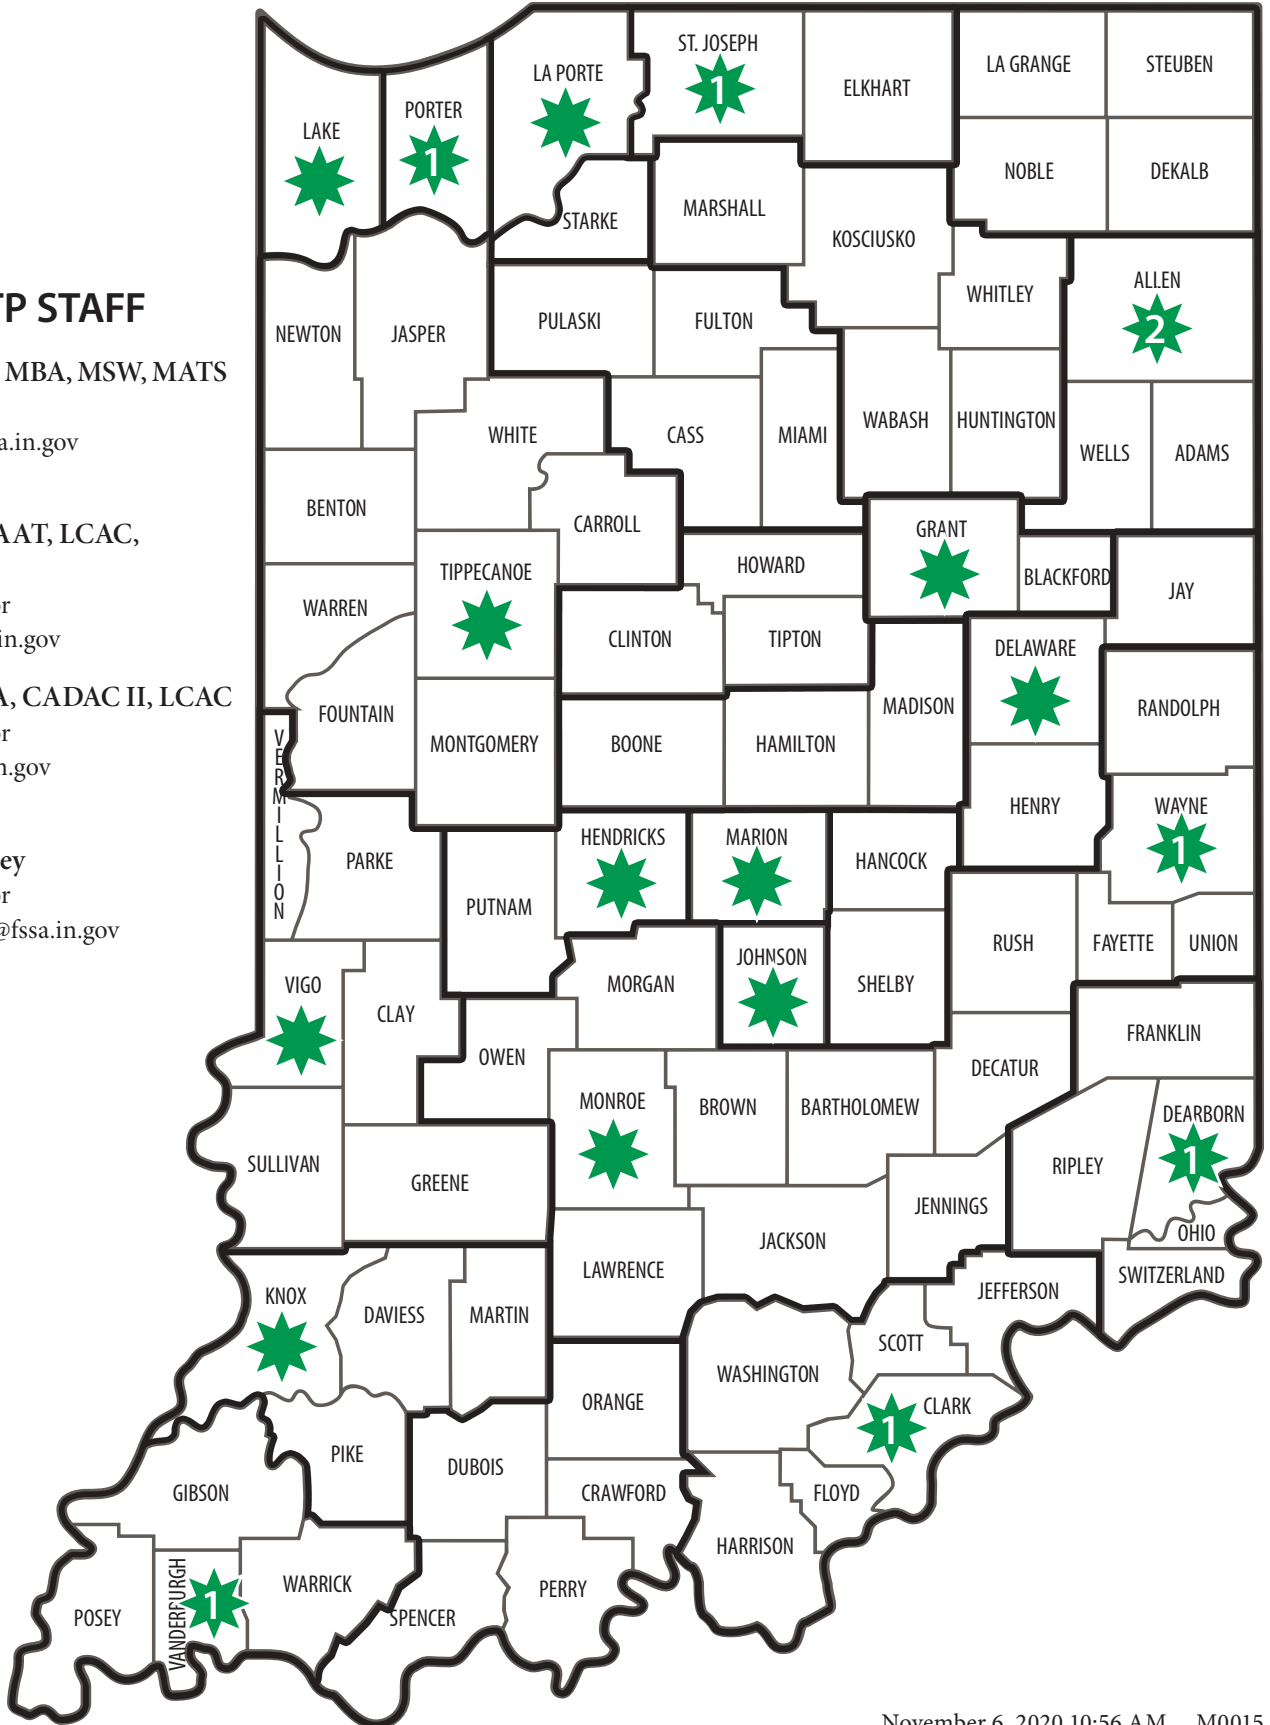 ST. JOSEPH
1
LA PORTE
ELKHART
LA GRANGE
STEUBEN
LAKE
PORTER
1
NOBLE
DEKALB
STARKE
MARSHALL
KOSCIUSKO
WHITLEY
ALLEN
2
TP STAFF
NEWTON
JASPER
PULASKI
FULTON
MBA, MSW, MATS
a.in.gov
WHITE
CASS
MIAMI
WABASH
HUNTINGTON
WELLS
ADAMS
BENTON
CARROLL
GRANT
AAT, LCAC,
TIPPECANOE
HOWARD
BLACKFORD
JAY
or
in.gov
WARREN
CLINTON
TIPTON
DELAWARE
A, CADAC II, LCAC
or
n.gov
FOUNTAIN
MONTGOMERY
BOONE
HAMILTON
MADISON
RANDOLPH
VERMILLION
HENRY
WAYNE
1
ey
or
@fssa.in.gov
PARKE
PUTNAM
HENDRICKS
MARION
HANCOCK
RUSH
FAYETTE
UNION
VIGO
CLAY
MORGAN
JOHNSON
SHELBY
FRANKLIN
OWEN
DECATUR
MONROE
BROWN
BARTHOLOMEW
DEARBORN
1
SULLIVAN
GREENE
RIPLEY
JENNINGS
OHIO
JACKSON
LAWRENCE
SWITZERLAND
KNOX
DAVIESS
MARTIN
JEFFERSON
SCOTT
WASHINGTON
ORANGE
CLARK
1
PIKE
DUBOIS
GIBSON
CRAWFORD
FLOYD
HARRISON
VANDERBURGH
1
WARRICK
PERRY
POSEY
SPENCER
November 6, 2020 10:56 AM M0015